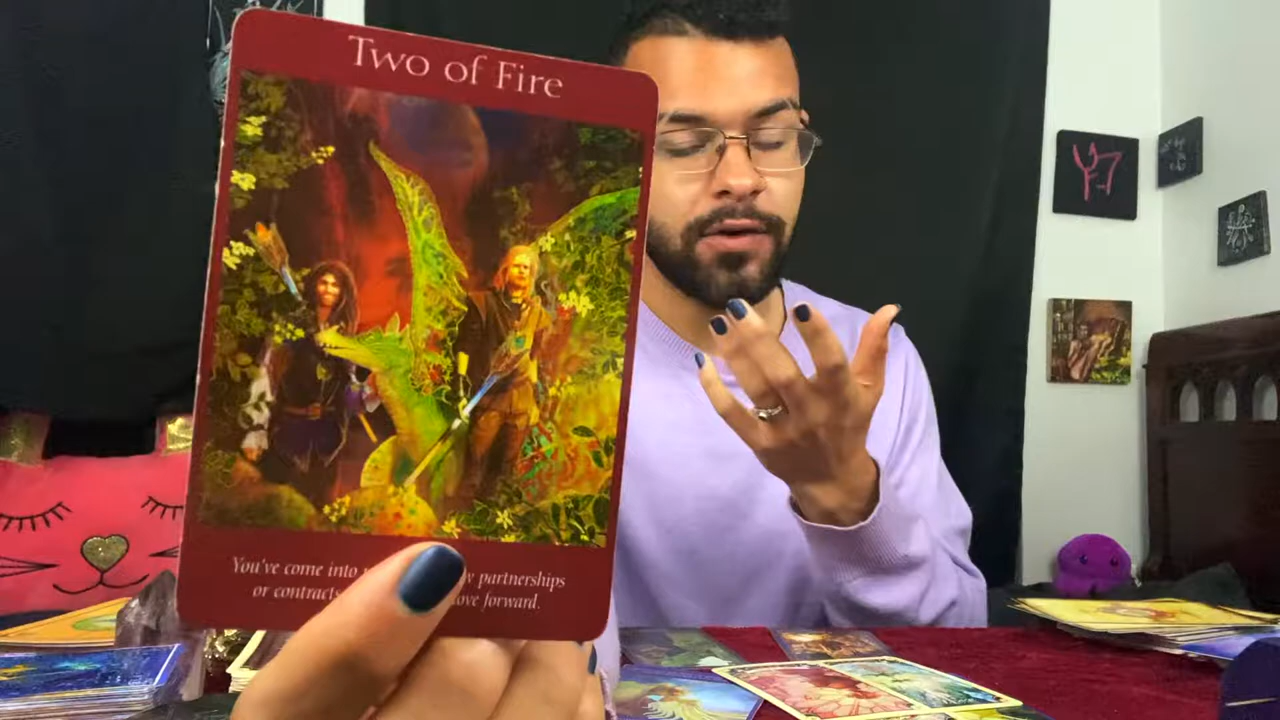 Two of Fire
You've come into partnerships
or contracts ove forward.